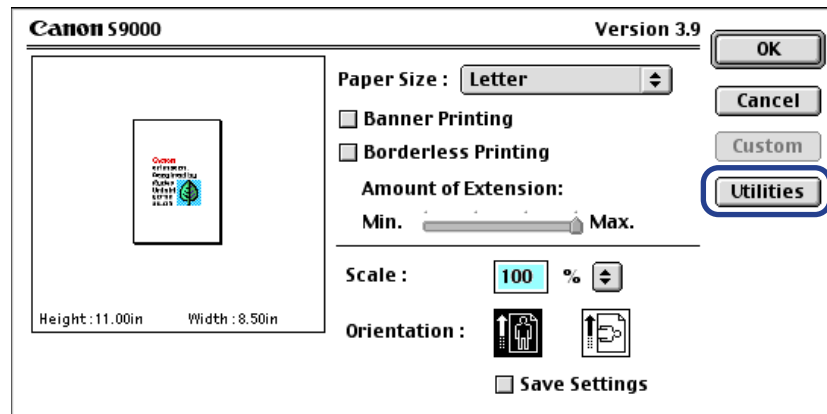 Canon S9000
Version 3.9
OK
Paper Size : Letter
Cancel
Banner Printing
Custom
Borderless Printing
Utilities
Amount of Extension:
Min. Max.
Scale : 100 %
Height:11.00in Width:8.50in
Orientation :
Save Settings